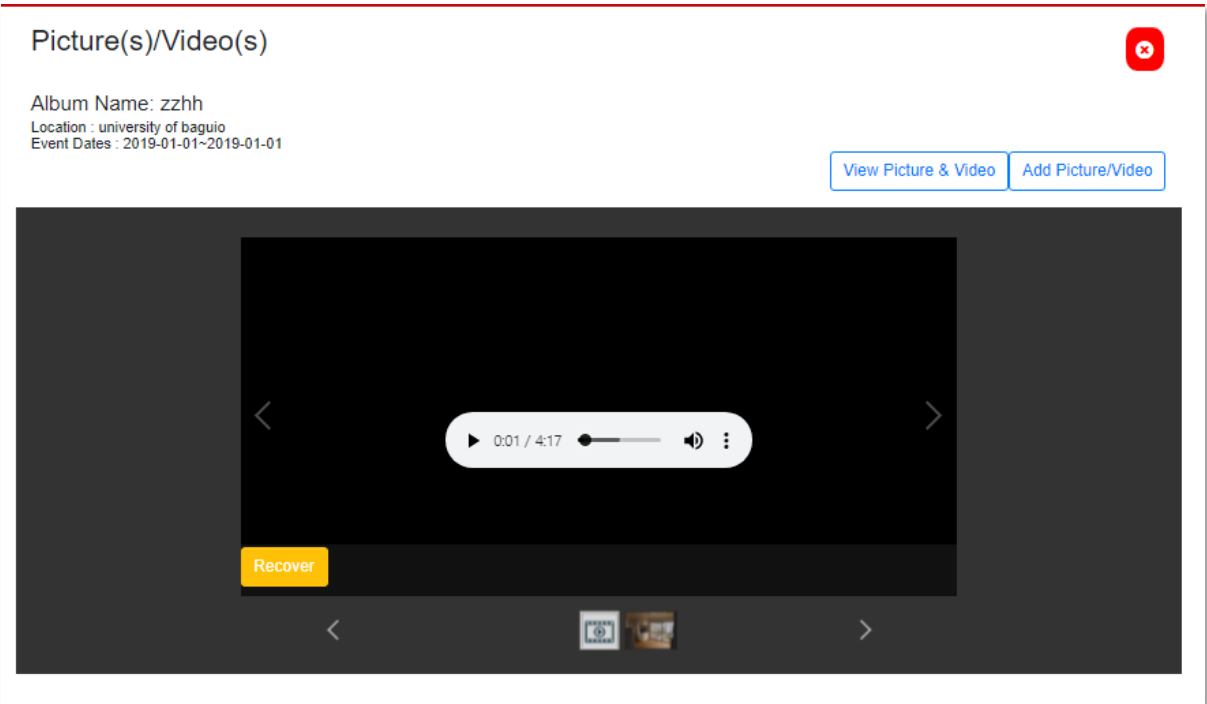 Picture(s)/Video(s)
Album Name: zzhh
Location : university of baguio
Event Dates : 2019-01-01~2019-01-01
View Picture & Video
Add Picture/Video
0:01 / 4:17
Recover